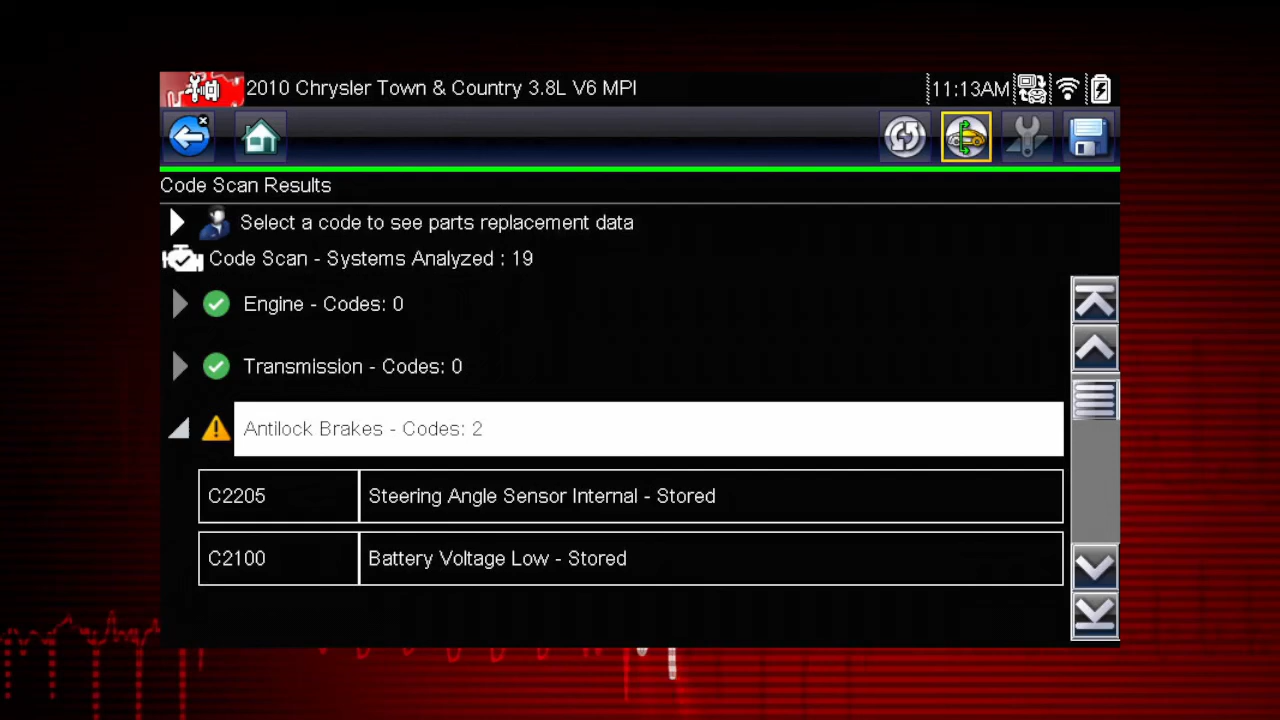 2010 Chrysler Town & Country 3.8L V6 MPI
11:13AM
Code Scan Results
Select a code to see parts replacement data
Code Scan - Systems Analyzed : 19
Engine - Codes: 0
Transmission - Codes: 0
Antilock Brakes - Codes: 2
C2205 Steering Angle Sensor Internal - Stored
C2100 Battery Voltage Low - Stored